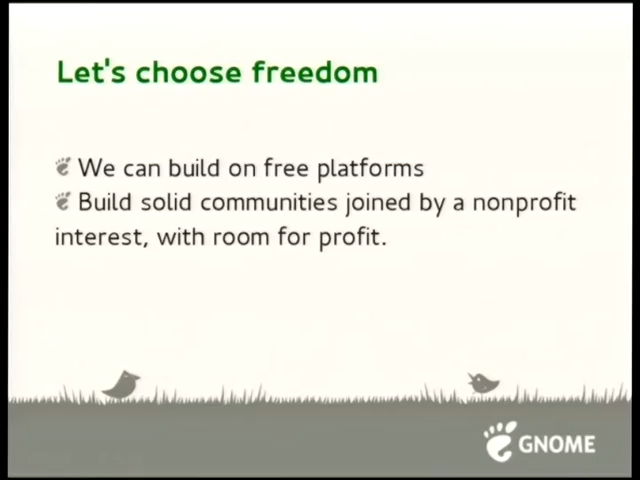 Let's choose freedom
We can build on free platforms
Build solid communities joined by a nonprofit
interest, with room for profit.
GNOME